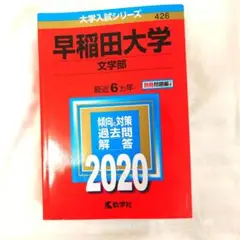 大学入試シリーズ
426
早稲田大学
文学部
最近6カ年
別冊問題編
傾向と対策
過去問
解答
2020
教学社